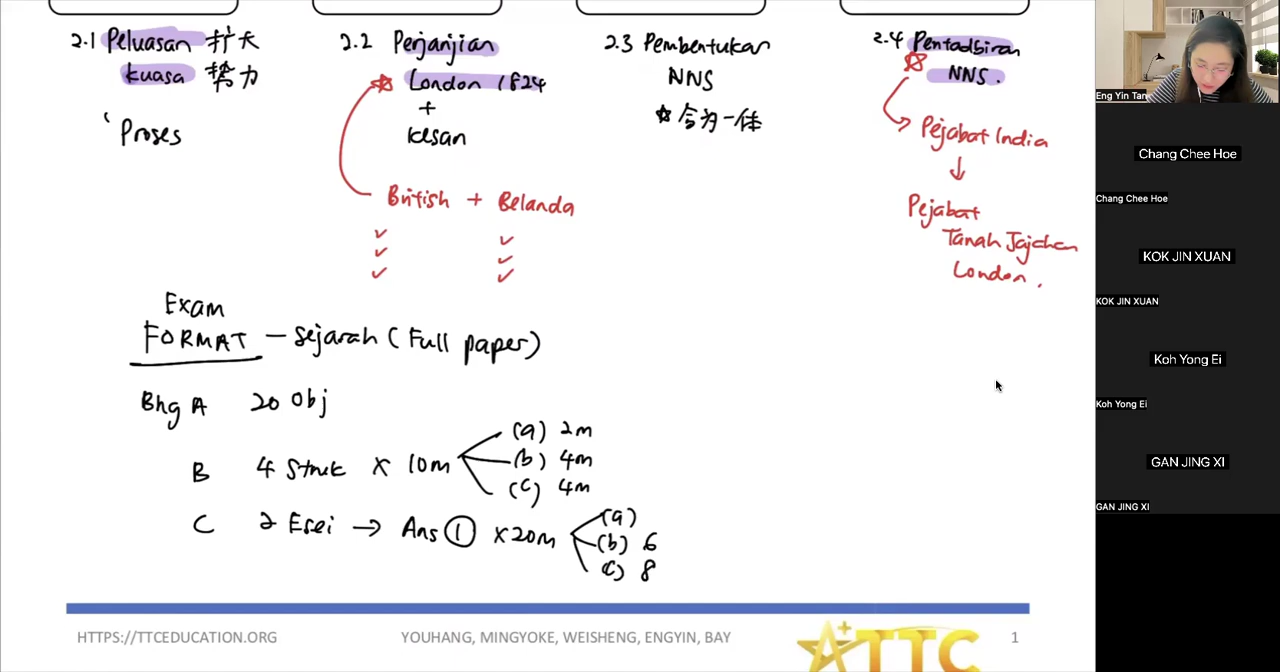 2.1 Peluasan 扩大
kuasa 势力
Proses
2.2 Perjanjian
London 1824
+
kesan
British + Belanda
2.3 Pembentukan
NNS
合为一体
2.4 Pentadbiran
NNS.
Pejabat India
Pejabat
Tanah Jajahan
London.
Exam
FORMAT - Sejarah (Full paper)
Bhg A 20 Obj
B 4 Struk x 10m
(a) 2m
(b) 4m
(c) 4m
C 2 Esei → Ans ① x20m
(a)
(b) 6
(c) 8
HTTPS://TTCEDUCATION.ORG
YOUHANG, MINGYOKE, WEISHENG, ENGYIN, BAY
TTC
1
Eng Yin Tan
Chang Chee Hoe
Chang Chee Hoe
KOK JIN XUAN
KOK JIN XUAN
Koh Yong Ei
Koh Yong Ei
GAN JING XI
GAN JING XI